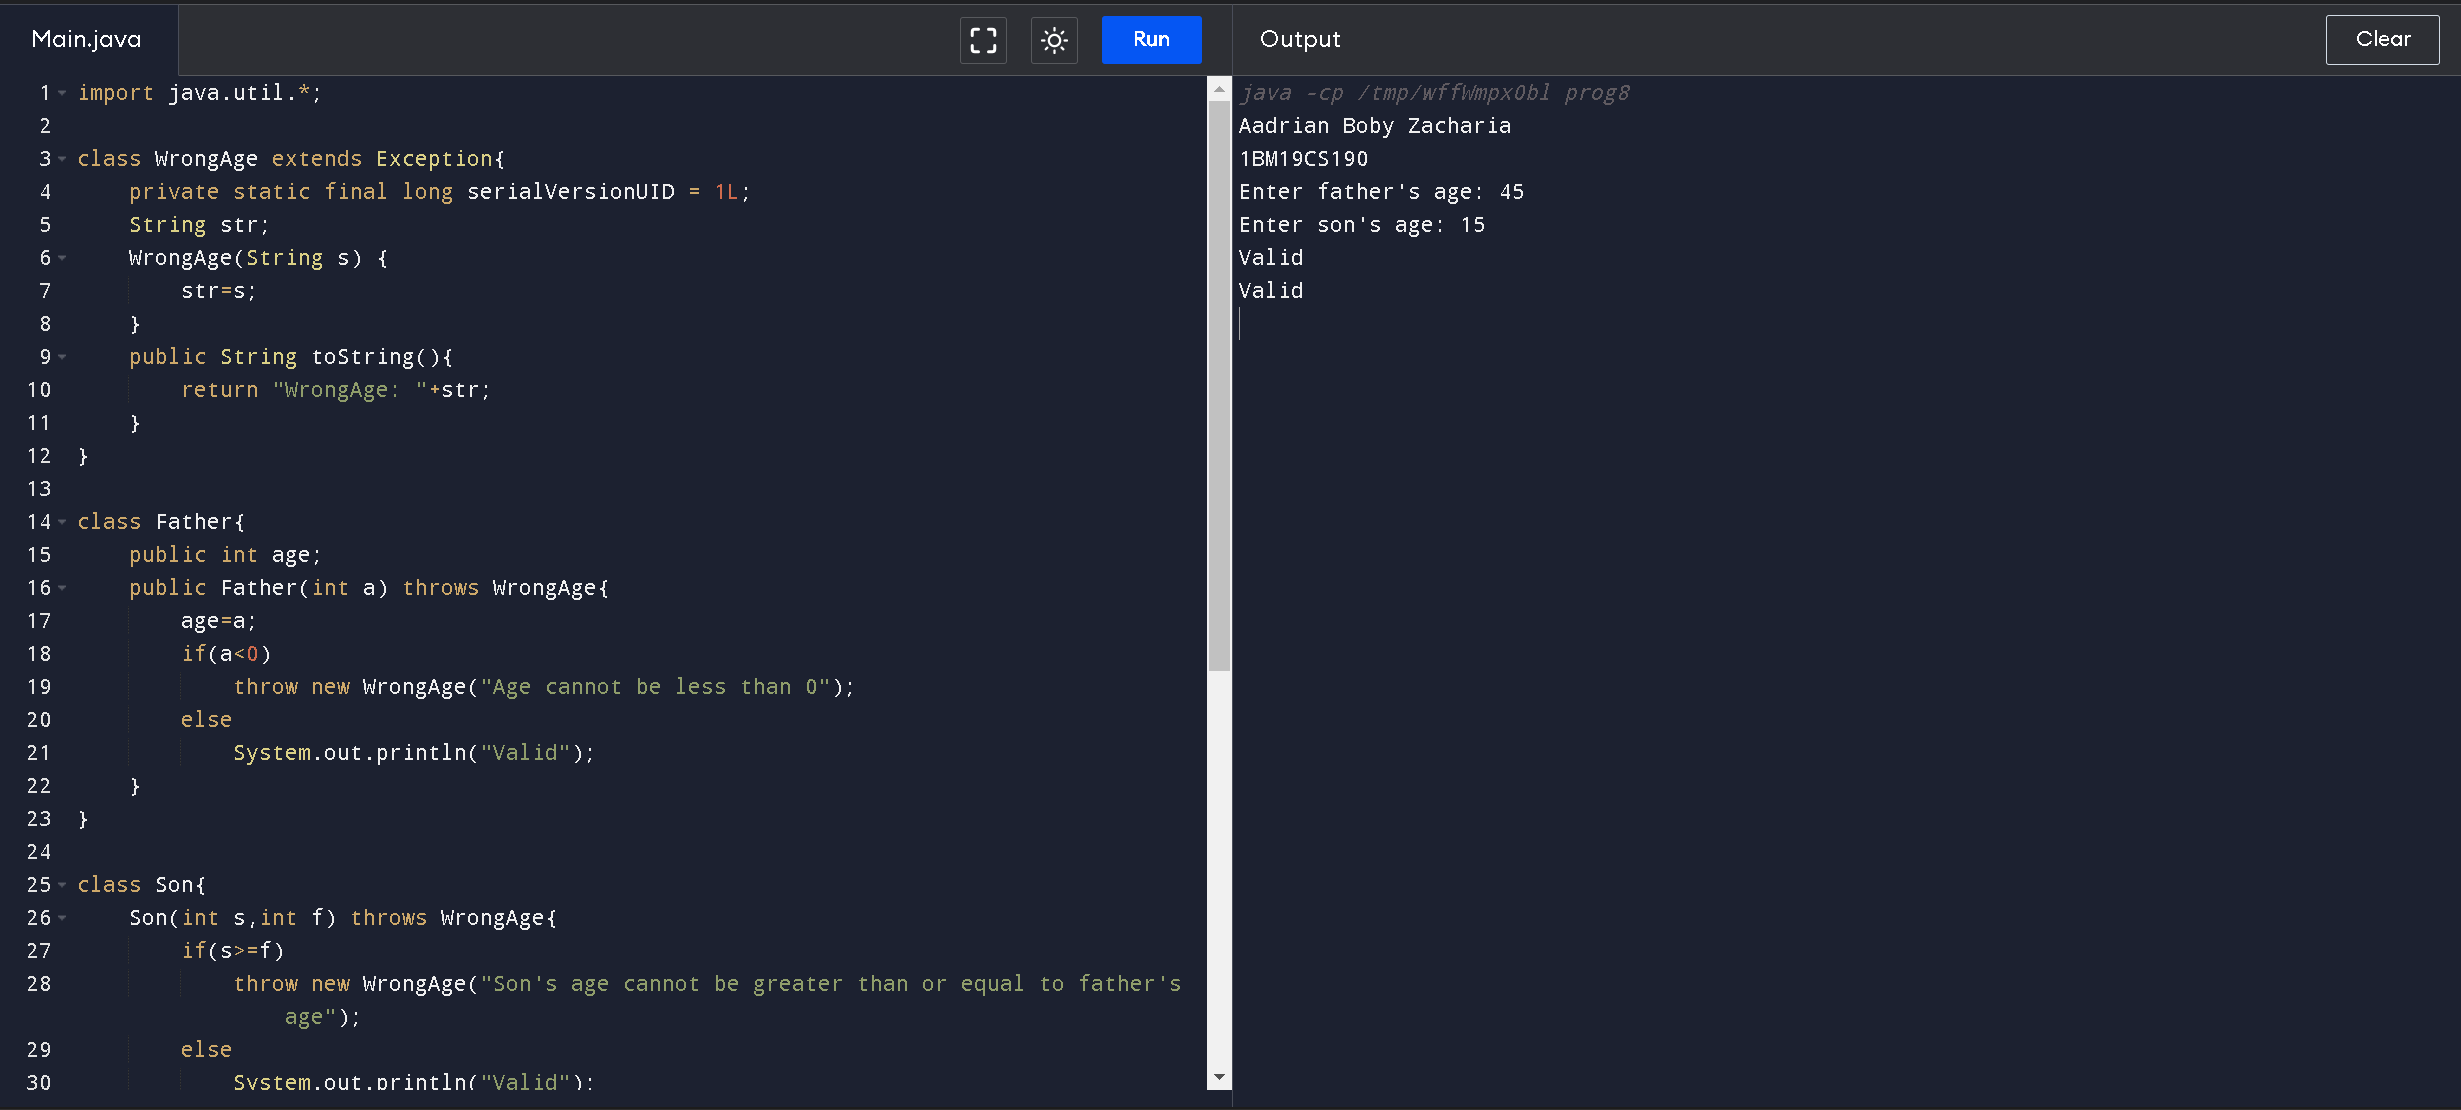 Main.java
Run
1 import java.util.*;
2
3 class WrongAge extends Exception{
4     private static final long serialVersionUID = 1L;
5     String str;
6     WrongAge(String s) {
7         str=s;
8     }
9     public String toString(){
10         return "WrongAge: "+str;
11     }
12 }
13
14 class Father{
15     public int age;
16     public Father(int a) throws WrongAge{
17         age=a;
18         if(a<0)
19             throw new WrongAge("Age cannot be less than 0");
20         else
21             System.out.println("Valid");
22     }
23 }
24
25 class Son{
26     Son(int s,int f) throws WrongAge{
27         if(s>=f)
28             throw new WrongAge("Son's age cannot be greater than or equal to father's
age");
29         else
30             System.out.println("Valid");
Output
Clear
java -cp /tmp/wffWmpx0bl prog8
Aadrian Boby Zacharia
1BM19CS190
Enter father's age: 45
Enter son's age: 15
Valid
Valid